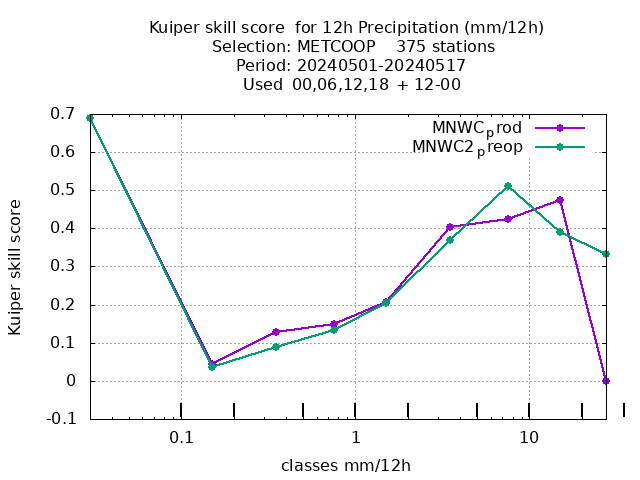 Kuiper skill score  for 12h Precipitation (mm/12h)
Selection: METCOOP    375 stations
Period: 20240501-20240517
Used  00,06,12,18  + 12-00
MNWCprod
MNWC2preop
Kuiper skill score
0.7
0.6
0.5
0.4
0.3
0.2
0.1
0
-0.1
0.1
1
10
classes mm/12h